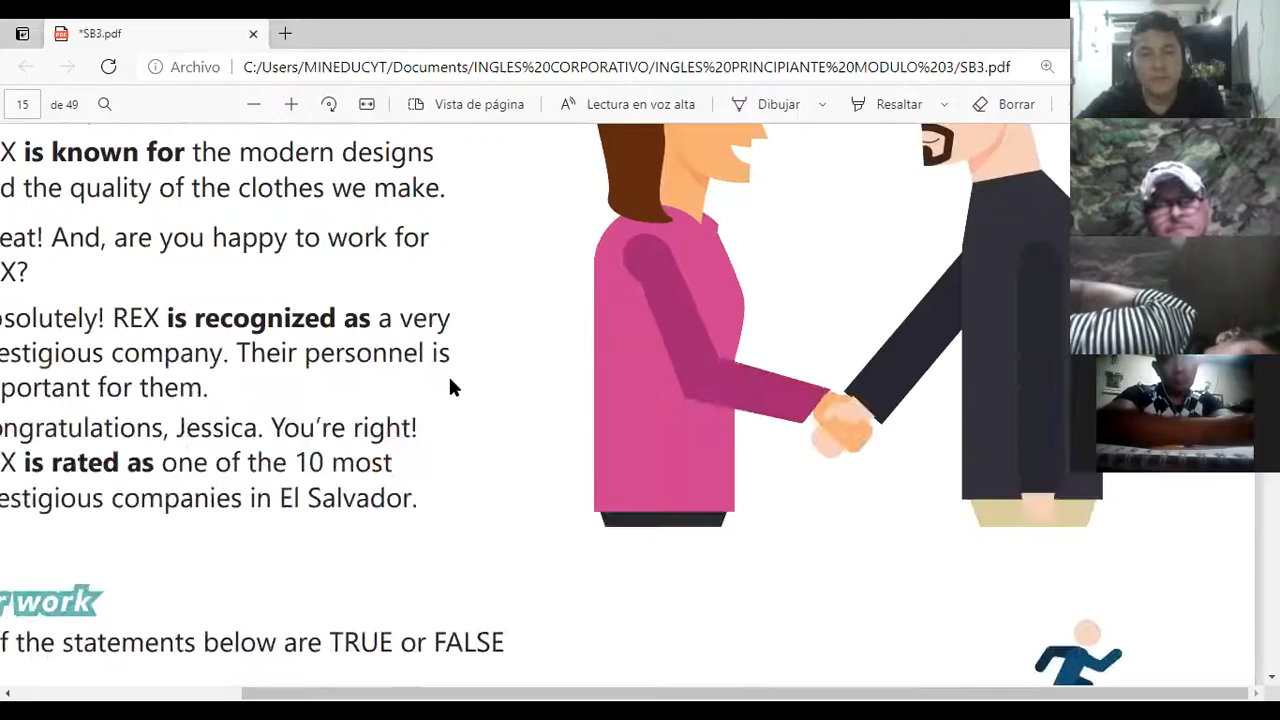 *SB3.pdf
Archivo C:/Users/MINEDUCYT/Documents/INGLES%20CORPORATIVO/INGLES%20PRINCIPIANTE%20MODULO%203/SB3.pdf
15 de 49 Vista de página Lectura en voz alta Dibujar Resaltar Borrar
X is known for the modern designs
d the quality of the clothes we make.
eat! And, are you happy to work for
X?
osolutely! REX is recognized as a very
estigious company. Their personnel is
portant for them.
ongratulations, Jessica. You’re right!
X is rated as one of the 10 most
estigious companies in El Salvador.
r work
f the statements below are TRUE or FALSE